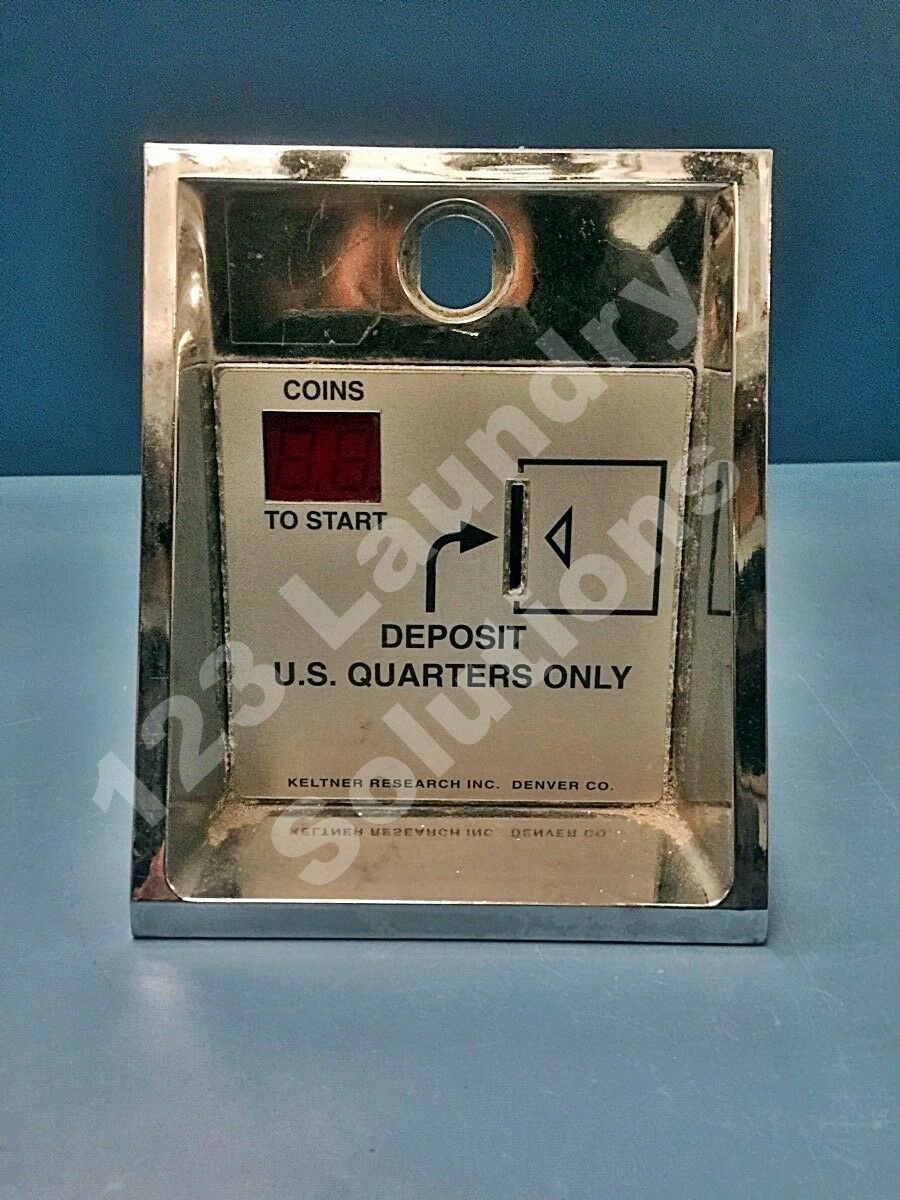 COINS
TO START
DEPOSIT
U.S. QUARTERS ONLY
KELTNER RESEARCH INC. DENVER CO.
123 Laundry
Solutions